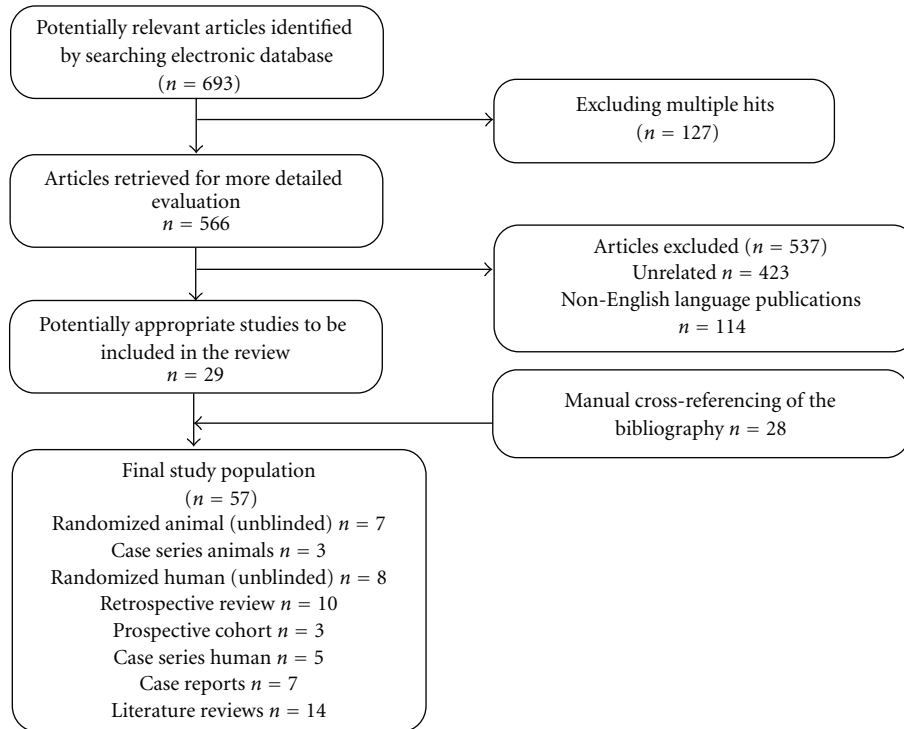 Potentially relevant articles identified
by searching electronic database
(n = 693)
Excluding multiple hits
(n = 127)
Articles retrieved for more detailed
evaluation
n = 566
Articles excluded (n = 537)
Unrelated n = 423
Non-English language publications
n = 114
Potentially appropriate studies to be
included in the review
n = 29
Manual cross-referencing of the
bibliography n = 28
Final study population
(n = 57)
Randomized animal (unblinded) n = 7
Case series animals n = 3
Randomized human (unblinded) n = 8
Retrospective review n = 10
Prospective cohort n = 3
Case series human n = 5
Case reports n = 7
Literature reviews n = 14